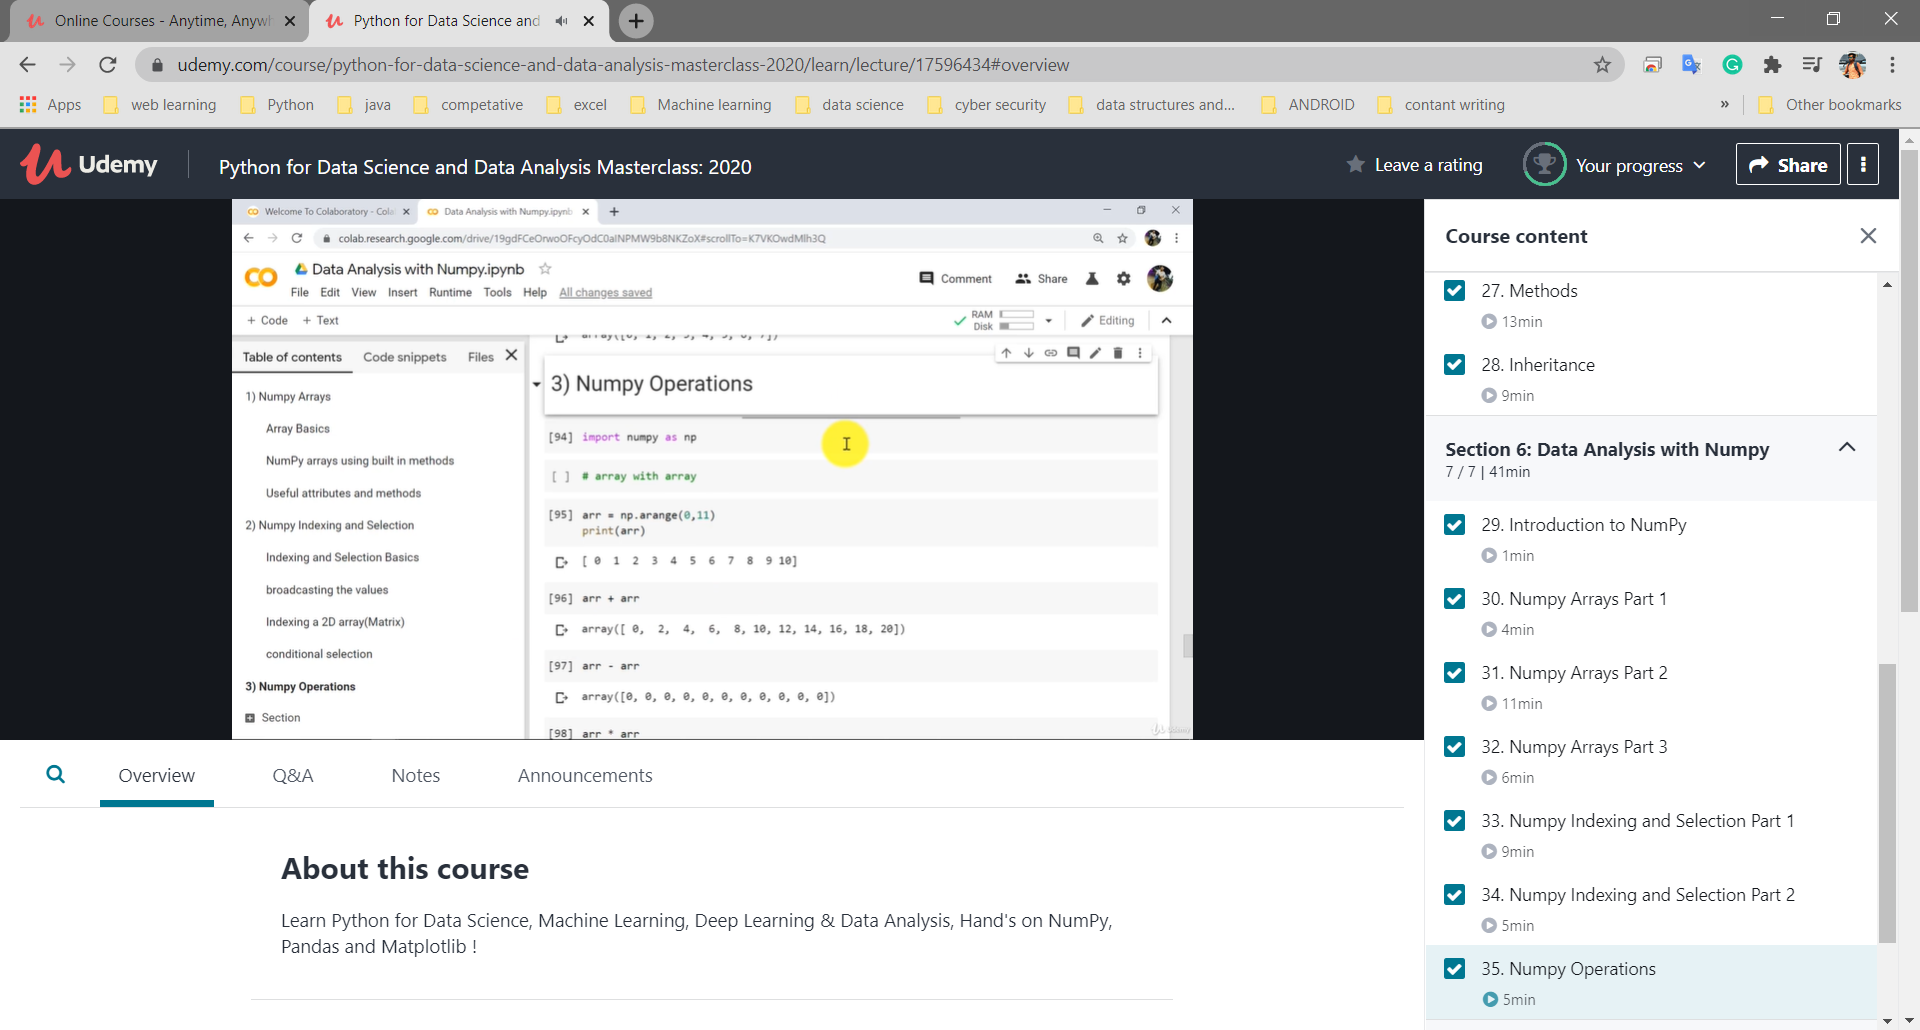 Online Courses - Anytime, Anywh
Python for Data Science and
udemy.com/course/python-for-data-science-and-data-analysis-masterclass-2020/learn/lecture/17596434#overview
Apps web learning Python java competative excel Machine learning data science cyber security data structures and... ANDROID contant writing » Other bookmarks
Udemy
Python for Data Science and Data Analysis Masterclass: 2020
Leave a rating
Your progress
Share
Welcome To Colaboratory - Cola
Data Analysis with Numpy.ipynb
colab.research.google.com/drive/19gdFCeOrwoOFcyOdC0aINPMW9b8NKZoX#scrollTo=K7VKOwdMlh3Q
Data Analysis with Numpy.ipynb
Comment
Share
File Edit View Insert Runtime Tools Help All changes saved
+ Code + Text
RAM
Disk
Editing
Table of contents Code snippets Files
1) Numpy Arrays
Array Basics
NumPy arrays using built in methods
Useful attributes and methods
2) Numpy Indexing and Selection
Indexing and Selection Basics
broadcasting the values
Indexing a 2D array(Matrix)
conditional selection
3) Numpy Operations
Section
array([0, 1, 2, 3, 4, 5, 6, 7])
3) Numpy Operations
[94] import numpy as np
[ ] # array with array
[95] arr = np.arange(0,11)
print(arr)
[ 0 1 2 3 4 5 6 7 8 9 10]
[96] arr + arr
array([ 0, 2, 4, 6, 8, 10, 12, 14, 16, 18, 20])
[97] arr - arr
array([0, 0, 0, 0, 0, 0, 0, 0, 0, 0, 0])
[98] arr * arr
Udemy
Course content
27. Methods
13min
28. Inheritance
9min
Section 6: Data Analysis with Numpy
7 / 7 | 41min
29. Introduction to NumPy
1min
30. Numpy Arrays Part 1
4min
31. Numpy Arrays Part 2
11min
32. Numpy Arrays Part 3
6min
33. Numpy Indexing and Selection Part 1
9min
34. Numpy Indexing and Selection Part 2
5min
35. Numpy Operations
5min
Overview Q&A Notes Announcements
About this course
Learn Python for Data Science, Machine Learning, Deep Learning & Data Analysis, Hand's on NumPy,
Pandas and Matplotlib !